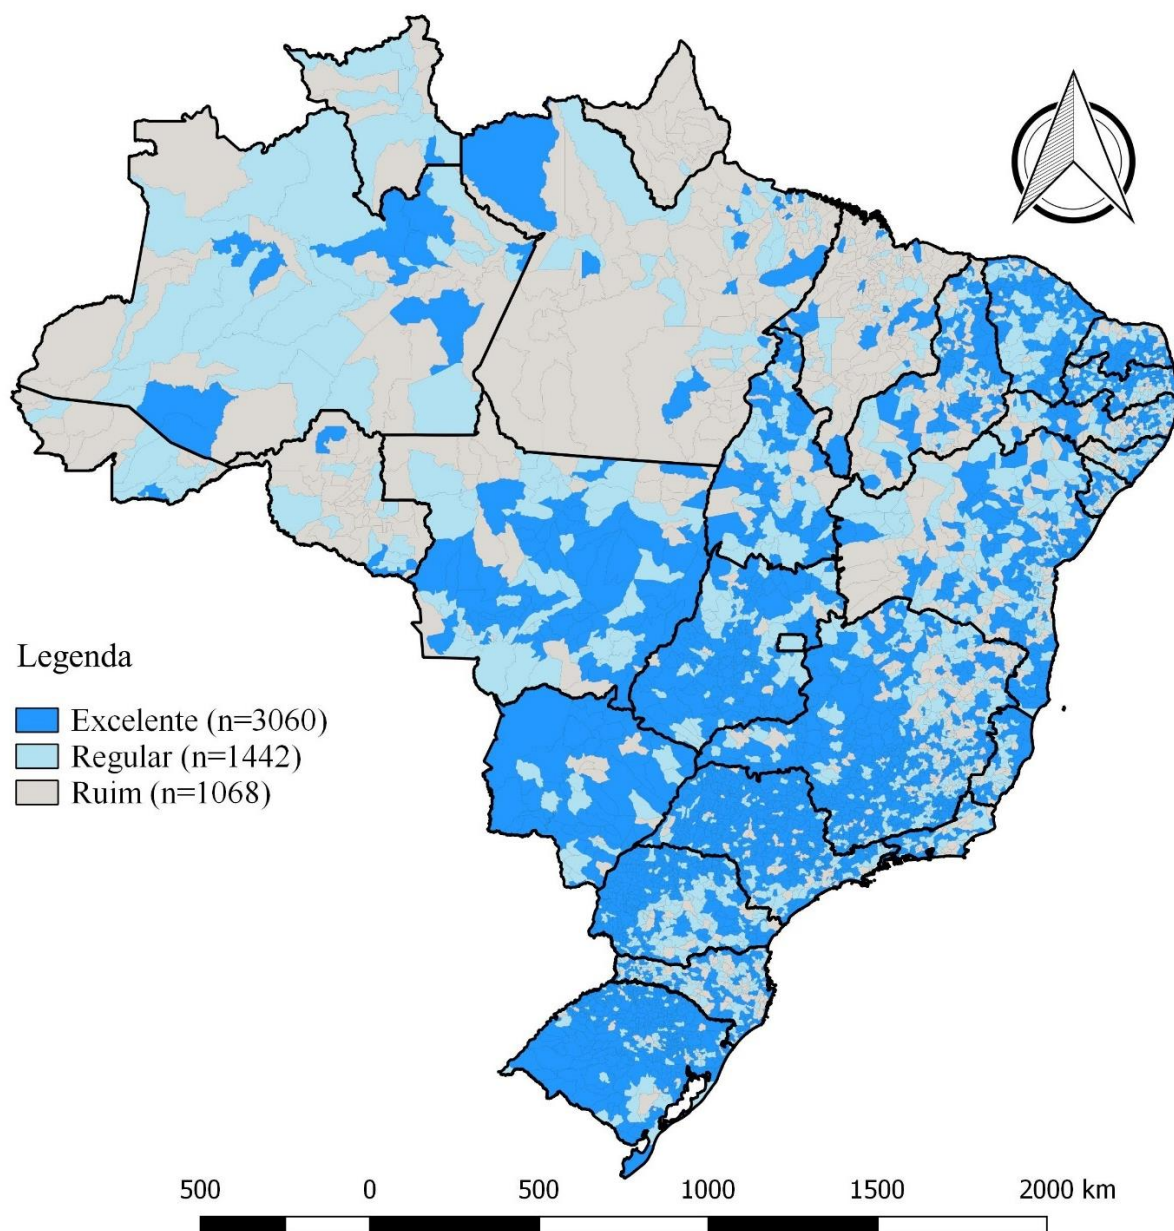 Legenda
Excelente (n=3060)
Regular (n=1442)
Ruim (n=1068)
500 0 500 1000 1500 2000 km